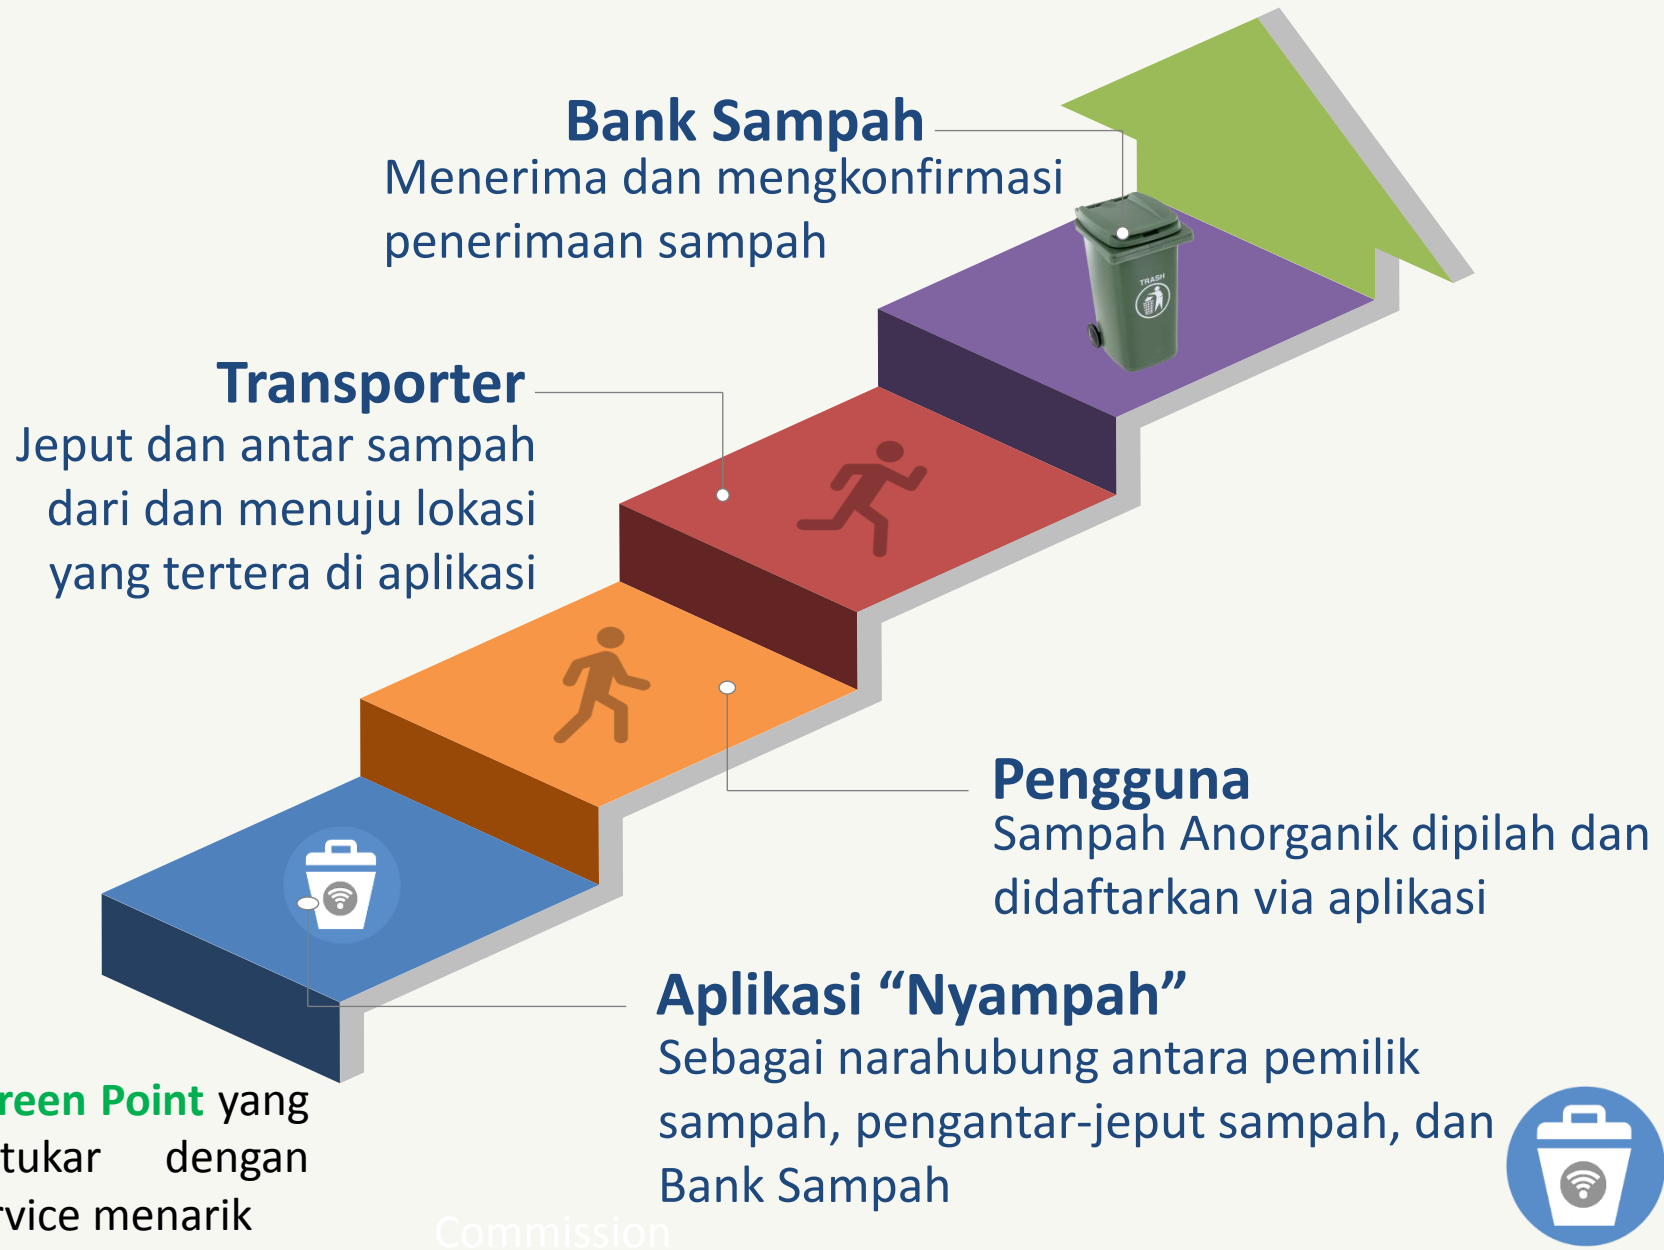 Bank Sampah
Menerima dan mengkonfirmasi
penerimaan sampah
TRASH
Transporter
Jeput dan antar sampah
dari dan menuju lokasi
yang tertera di aplikasi
Pengguna
Sampah Anorganik dipilah dan
didaftarkan via aplikasi
Aplikasi “Nyampah”
Sebagai narahubung antara pemilik
sampah, pengantar-jeput sampah, dan
Bank Sampah
reen Point yang
tukar dengan
rvice menarik
Commission